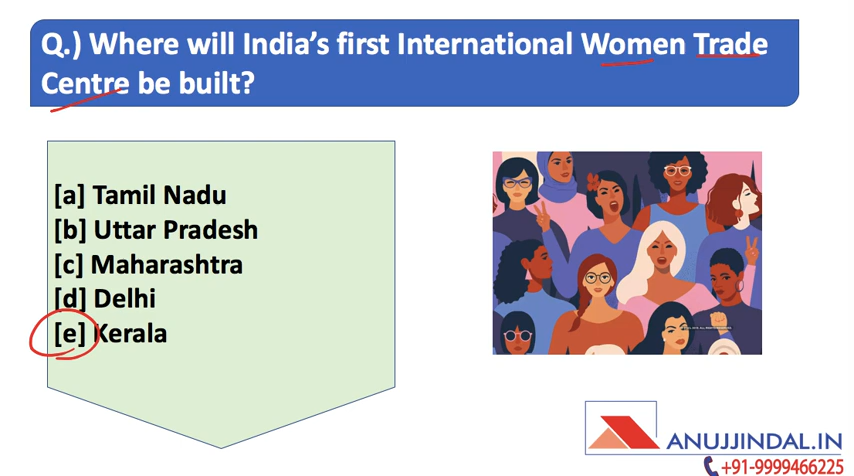 Q.) Where will India’s first International Women Trade
Centre be built?
[a] Tamil Nadu
[b] Uttar Pradesh
[c] Maharashtra
[d] Delhi
[e] Kerala
ANUJJINDAL.IN
+91-9999466225